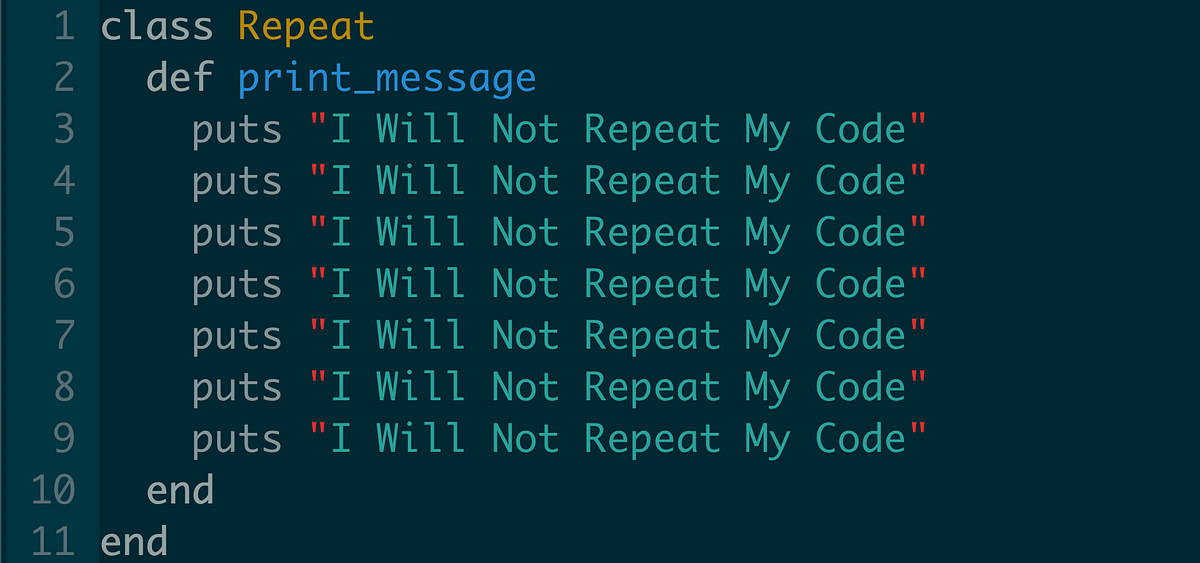 1 class Repeat
2   def print_message
3     puts "I Will Not Repeat My Code"
4     puts "I Will Not Repeat My Code"
5     puts "I Will Not Repeat My Code"
6     puts "I Will Not Repeat My Code"
7     puts "I Will Not Repeat My Code"
8     puts "I Will Not Repeat My Code"
9     puts "I Will Not Repeat My Code"
10   end
11 end